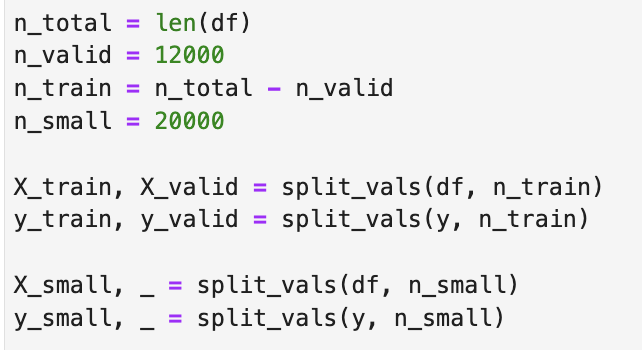 n_total = len(df)
n_valid = 12000
n_train = n_total - n_valid
n_small = 20000
X_train, X_valid = split_vals(df, n_train)
y_train, y_valid = split_vals(y, n_train)
X_small, _ = split_vals(df, n_small)
y_small, _ = split_vals(y, n_small)